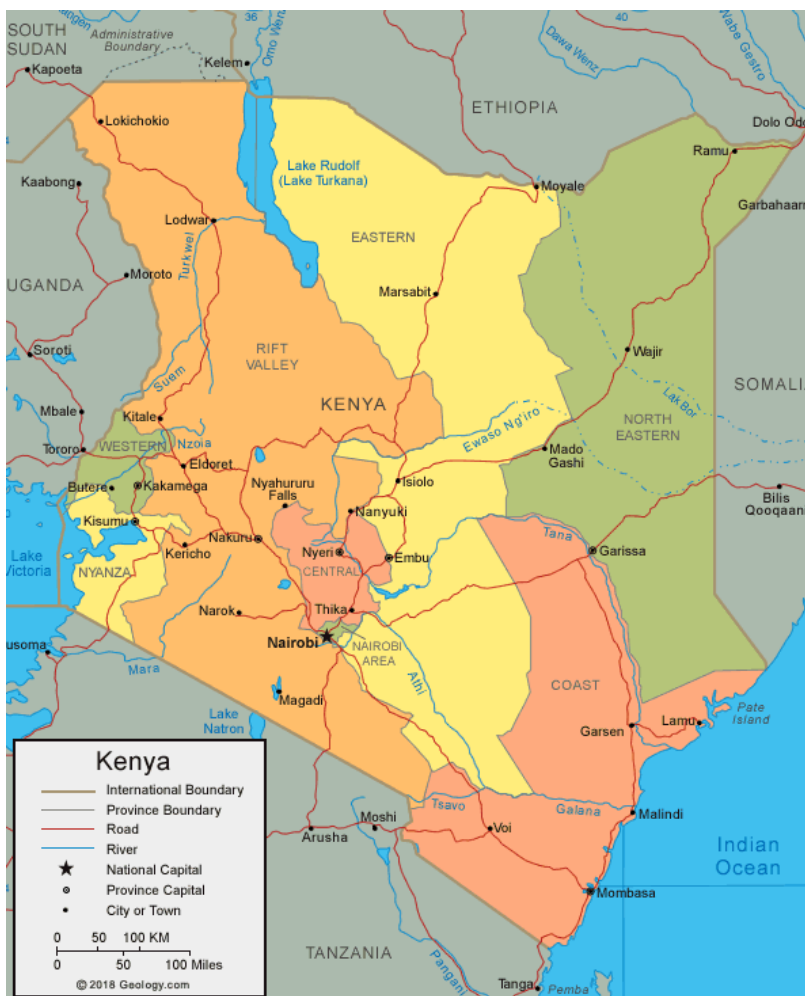 36
40
SOUTH
SUDAN
Administrative
Boundary
Omo Wenz
Wabe Gestro
Kelem
Dawa Wenz
Kapoeta
ETHIOPIA
Dolo Odo
Lokichokio
Ramu
Lake Rudolf
(Lake Turkana)
Kaabong
Moyale
Garbahaarr
Lodwar
EASTERN
Turkwel
Moroto
UGANDA
Marsabit
Soroti
RIFT
VALLEY
Wajir
Suem
SOMALIA
Mbale
Kitale
KENYA
Lak Bor
NORTH
EASTERN
Tororo
WESTERN
Nzoia
Ewaso Ng'iro
Mado
Gashi
Eldoret
Butere
Kakamega
Nyahururu
Falls
Isiolo
Bilis
Qooqaani
Kisumu
Nanyuki
Lake
Victoria
Kericho
Nakuru
Nyeri
Embu
Tana
Garissa
NYANZA
CENTRAL
Narok
Thika
Nairobi
NAIROBI
AREA
usoma
Mara
Athi
COAST
Magadi
Lamu
Pate
Island
Garsen
Lake
Natron
Tsavo
Galana
Malindi
Moshi
Arusha
Voi
Indian
Ocean
Mombasa
TANZANIA
Pangani
Tanga
Pemba
Kenya
International Boundary
Province Boundary
Road
River
National Capital
Province Capital
City or Town
0 50 100 KM
0 50 100 Miles
© 2018 Geology.com